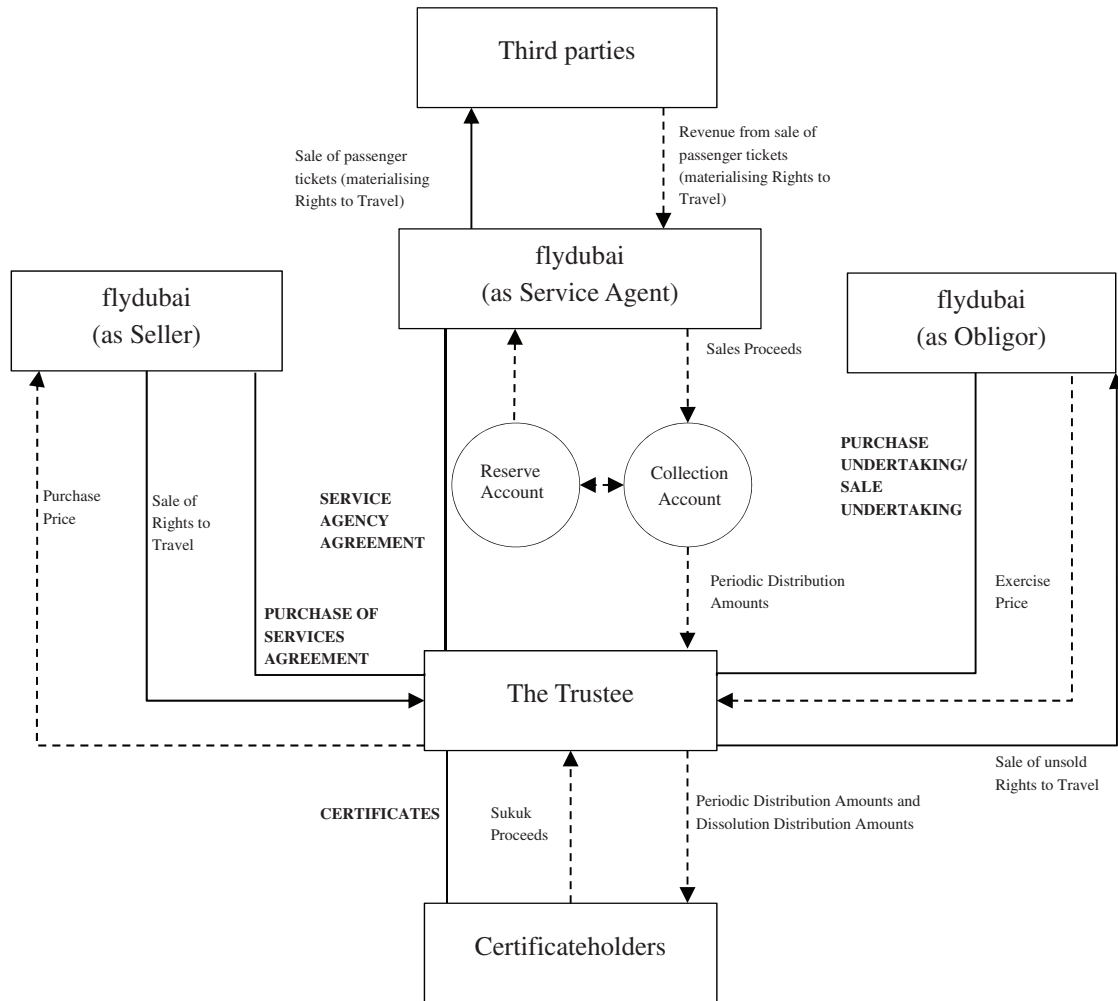 Third parties
Sale of passenger
tickets (materialising
Rights to Travel)
Revenue from sale of
passenger tickets
(materialising Rights to
Travel)
flydubai
(as Seller)
flydubai
(as Service Agent)
flydubai
(as Obligor)
Sales Proceeds
Reserve
Account
Collection
Account
Purchase
Price
Sale of
Rights to
Travel
SERVICE
AGENCY
AGREEMENT
PURCHASE
UNDERTAKING/
SALE
UNDERTAKING
PURCHASE OF
SERVICES
AGREEMENT
Periodic Distribution
Amounts
Exercise
Price
The Trustee
Sale of unsold
Rights to Travel
CERTIFICATES
Sukuk
Proceeds
Periodic Distribution Amounts and
Dissolution Distribution Amounts
Certificateholders